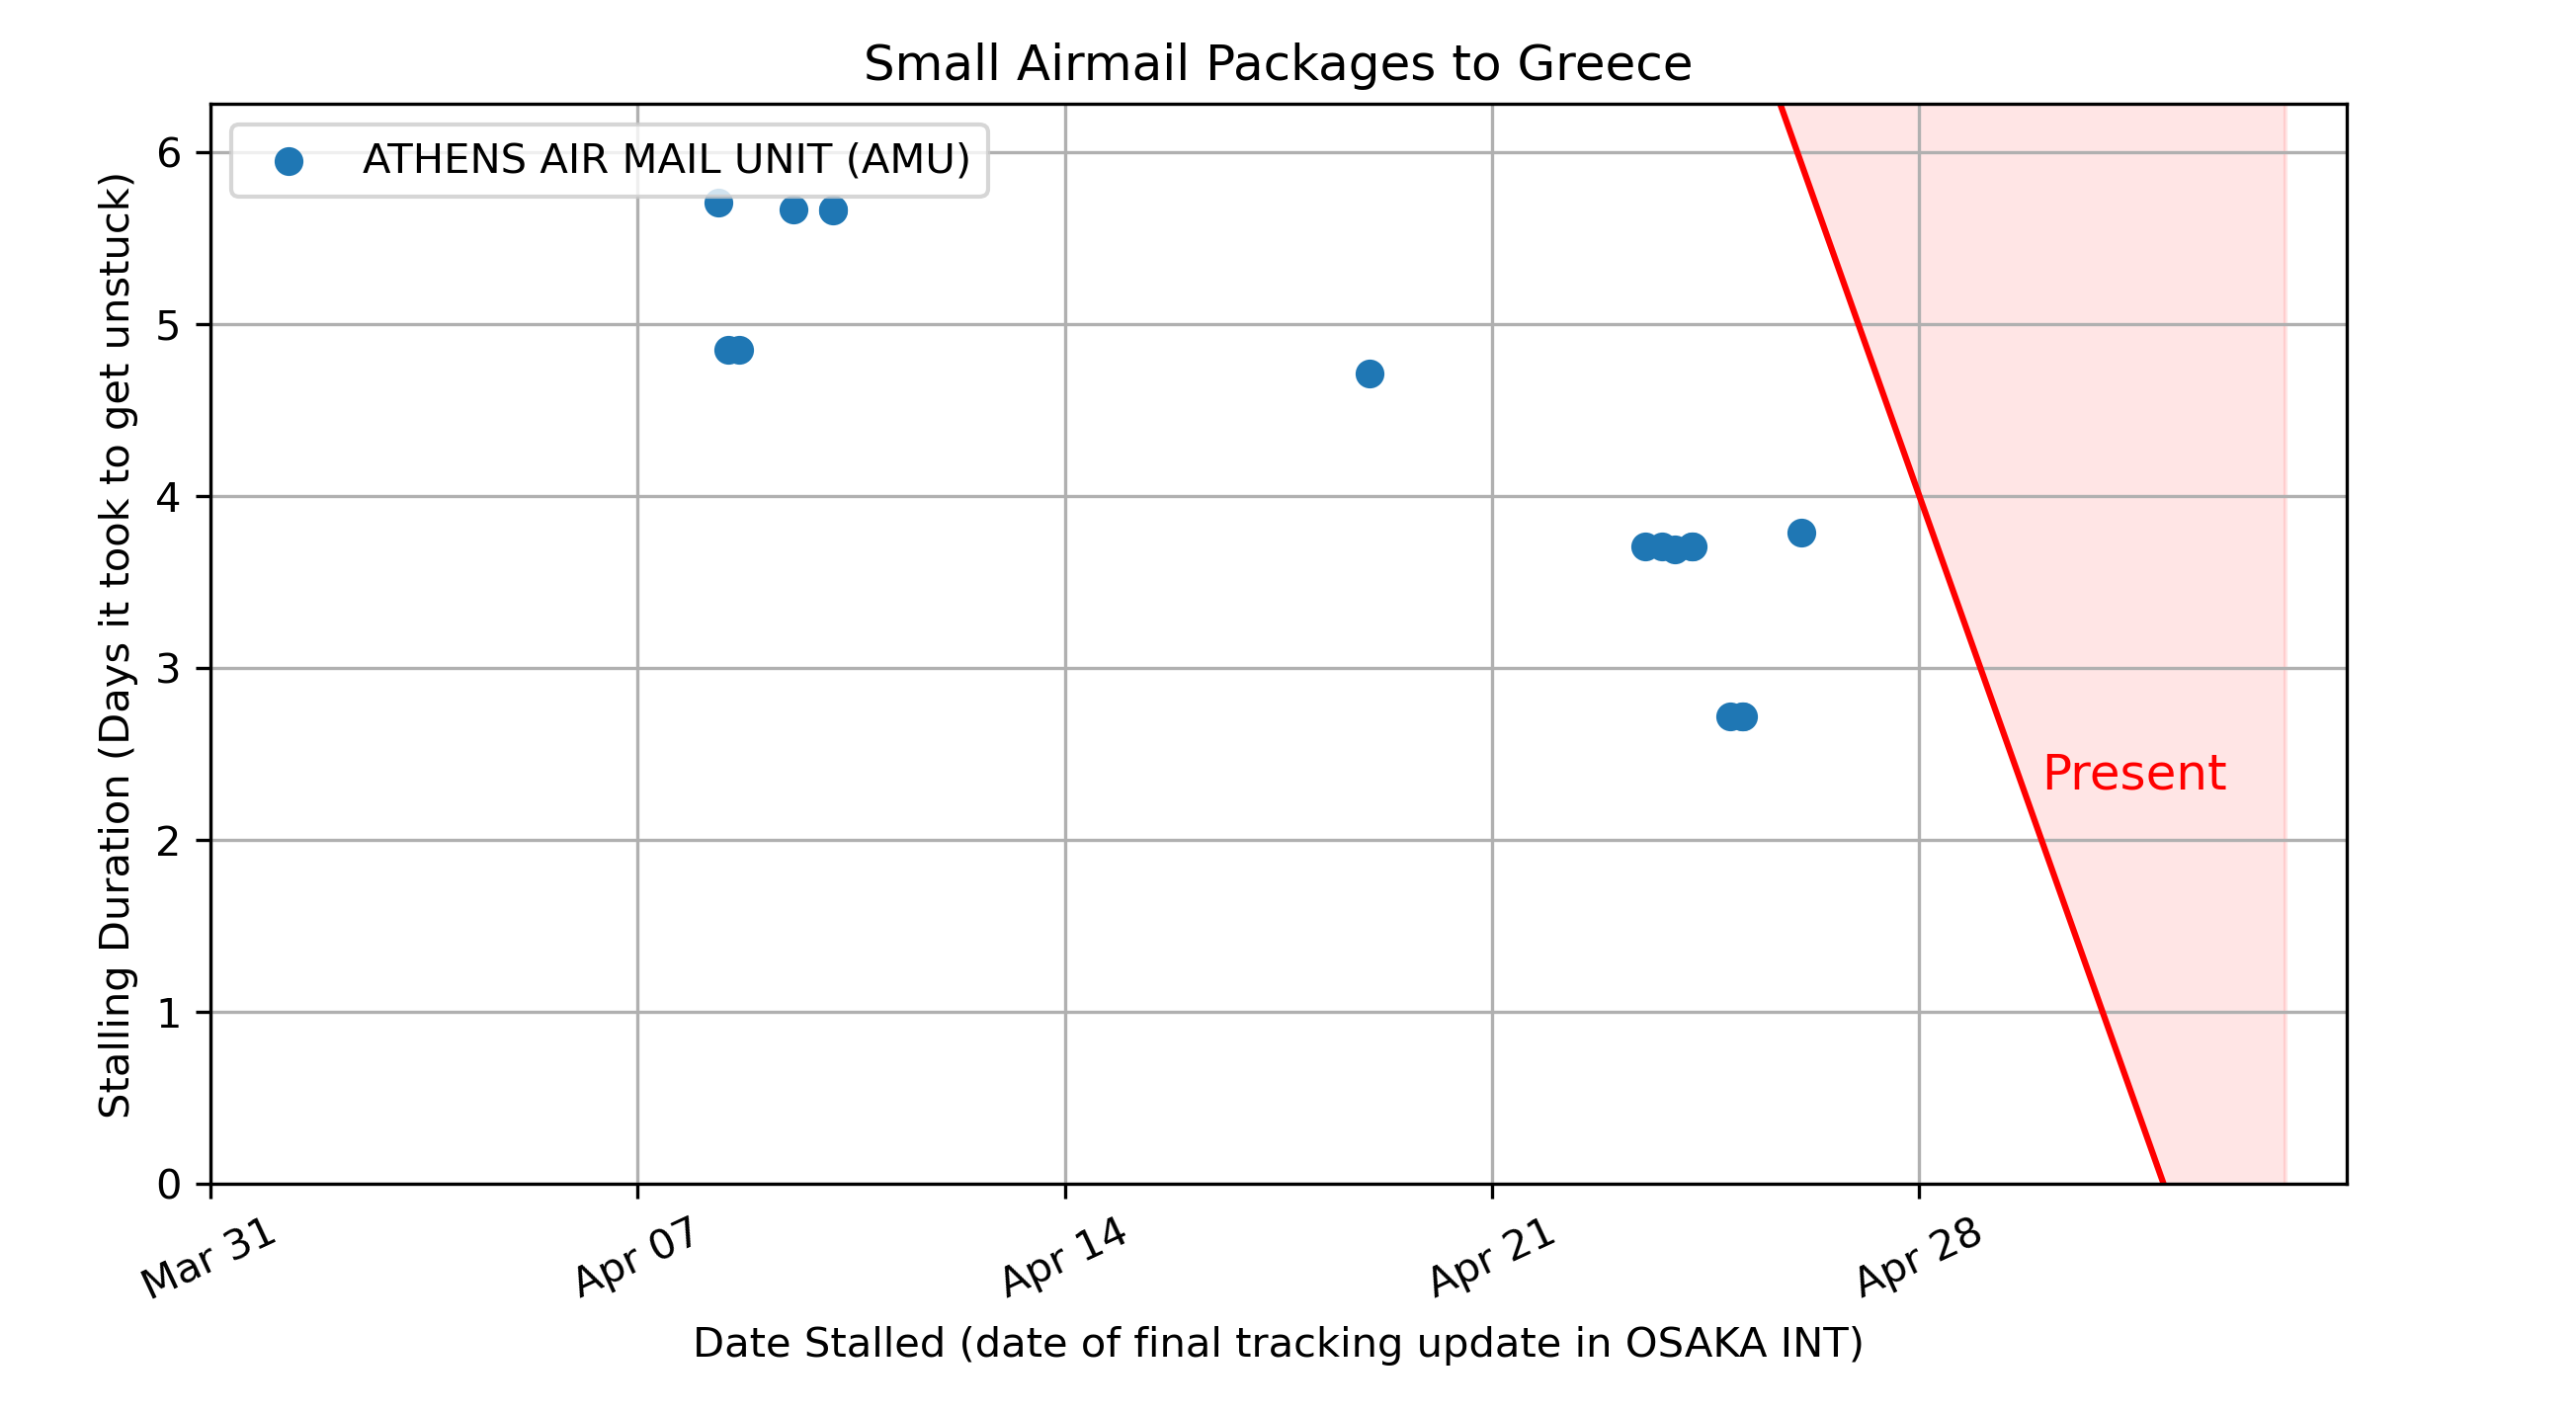 Small Airmail Packages to Greece
ATHENS AIR MAIL UNIT (AMU)
Stalling Duration (Days it took to get unstuck)
6
5
4
3
2
1
0
Present
Mar 31
Apr 07
Apr 14
Apr 21
Apr 28
Date Stalled (date of final tracking update in OSAKA INT)